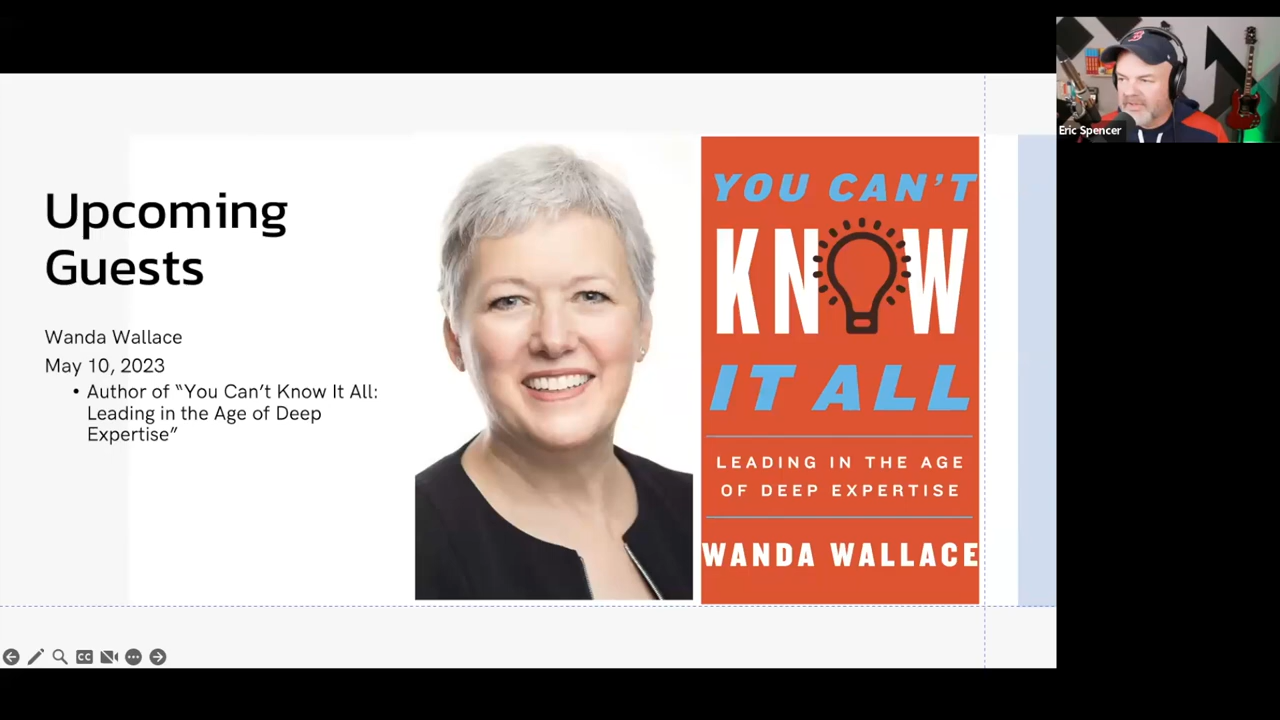 Upcoming
Guests
Wanda Wallace
May 10, 2023
• Author of “You Can’t Know It All:
Leading in the Age of Deep
Expertise”
YOU CAN’T
KNOW
IT ALL
LEADING IN THE AGE
OF DEEP EXPERTISE
WANDA WALLACE
Eric Spencer
B
CC